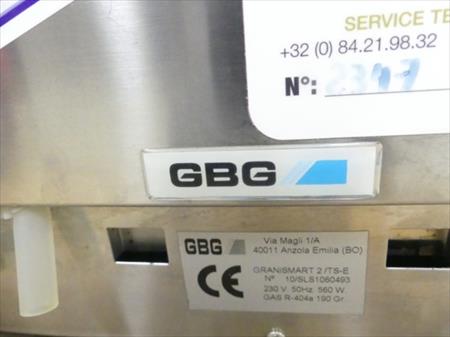 SERVICE TE
+32 (0) 84.21.98.32
N°: 2347
GBG
GBG
Via Magli 1/A
40011 Anzola Emilia (BO)
CE
GRANISMART 2 /TS-E
N° 10/SLS1060493
230 V. 50Hz. 560 W.
GAS R-404a 190 Gr.